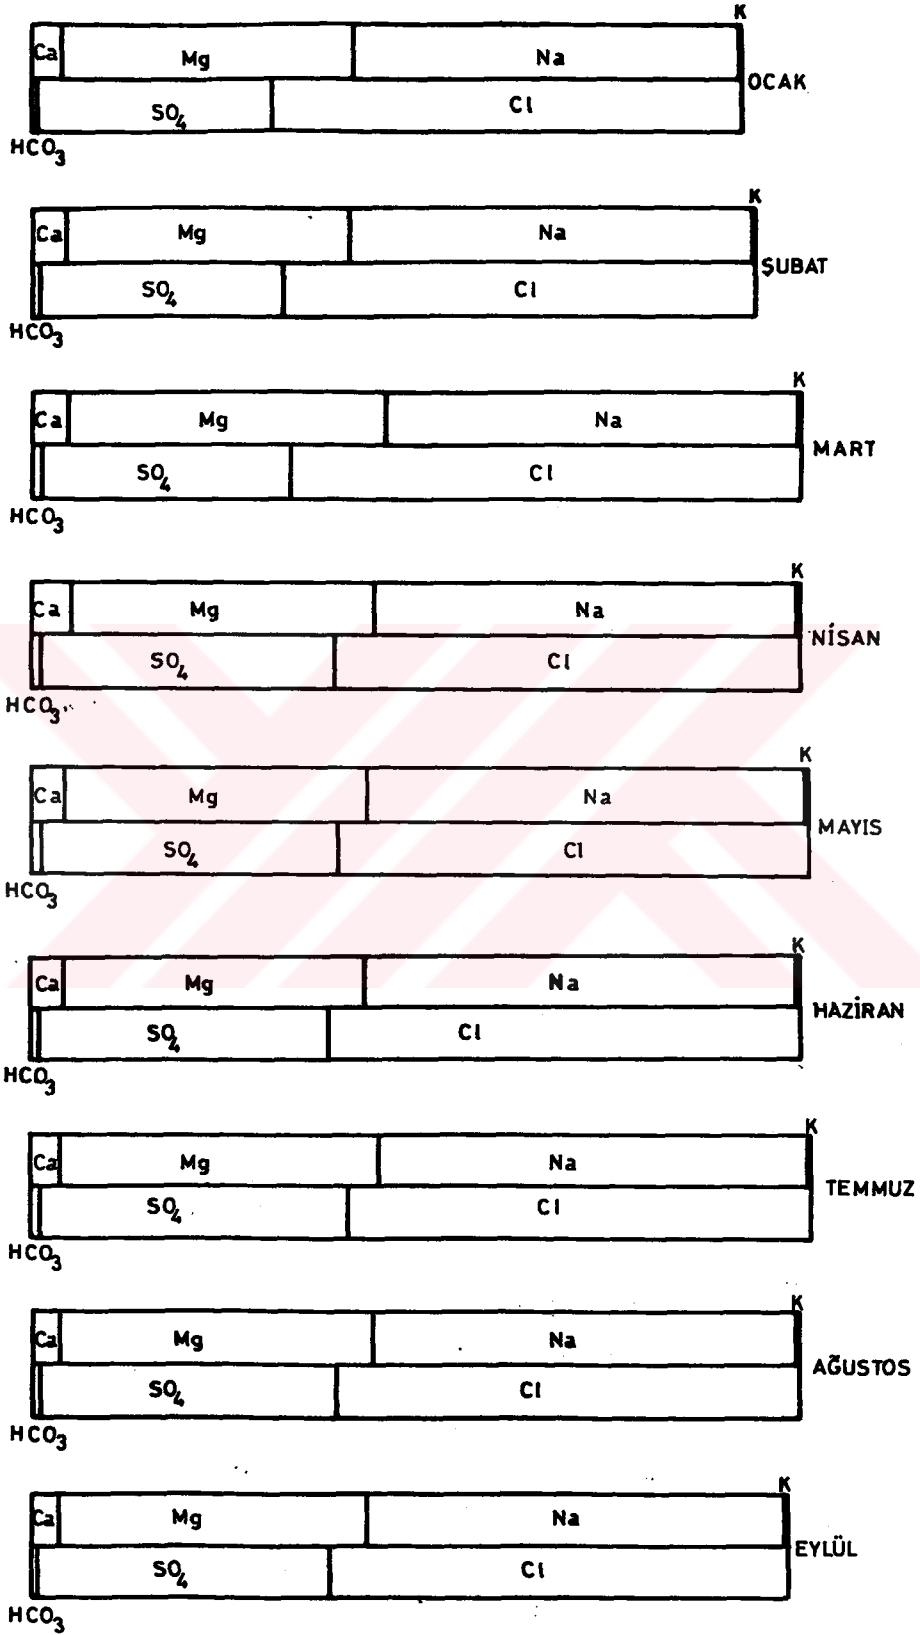 K
Ca Mg Na
OCAK
SO4 Cl
HCO3
K
Ca Mg Na
ŞUBAT
SO4 Cl
HCO3
K
Ca Mg Na
MART
SO4 Cl
HCO3
K
Ca Mg Na
NİSAN
SO4 Cl
HCO3
K
Ca Mg Na
MAYIS
SO4 Cl
HCO3
K
Ca Mg Na
HAZİRAN
SO4 Cl
HCO3
K
Ca Mg Na
TEMMUZ
SO4 Cl
HCO3
K
Ca Mg Na
AĞUSTOS
SO4 Cl
HCO3
K
Ca Mg Na
EYLÜL
SO4 Cl
HCO3